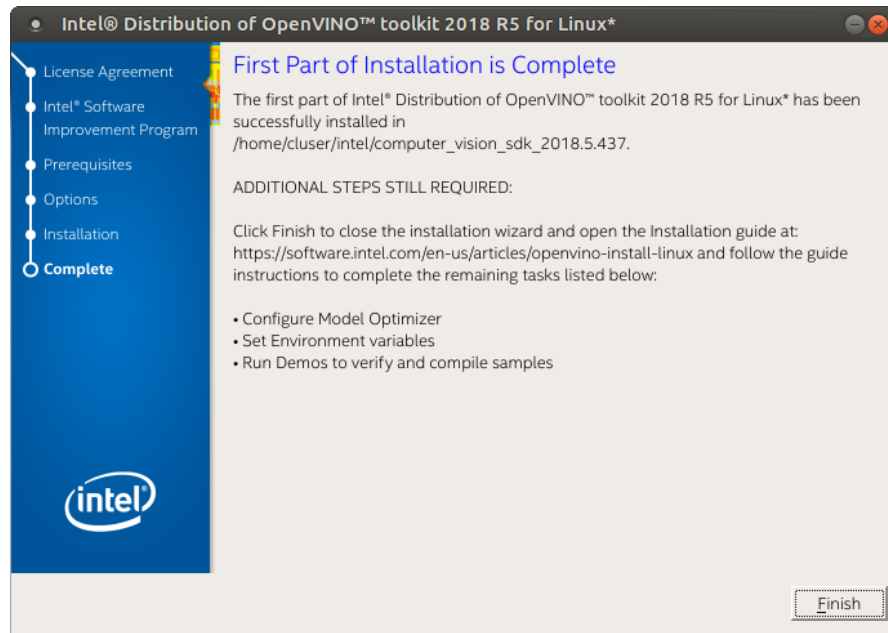 Intel® Distribution of OpenVINO™ toolkit 2018 R5 for Linux*
License Agreement
Intel® Software
Improvement Program
Prerequisites
Options
Installation
Complete
intel®
First Part of Installation is Complete
The first part of Intel® Distribution of OpenVINO™ toolkit 2018 R5 for Linux* has been
successfully installed in
/home/cluser/intel/computer_vision_sdk_2018.5.437.
ADDITIONAL STEPS STILL REQUIRED:
Click Finish to close the installation wizard and open the Installation guide at:
https://software.intel.com/en-us/articles/openvino-install-linux and follow the guide
instructions to complete the remaining tasks listed below:
• Configure Model Optimizer
• Set Environment variables
• Run Demos to verify and compile samples
Finish